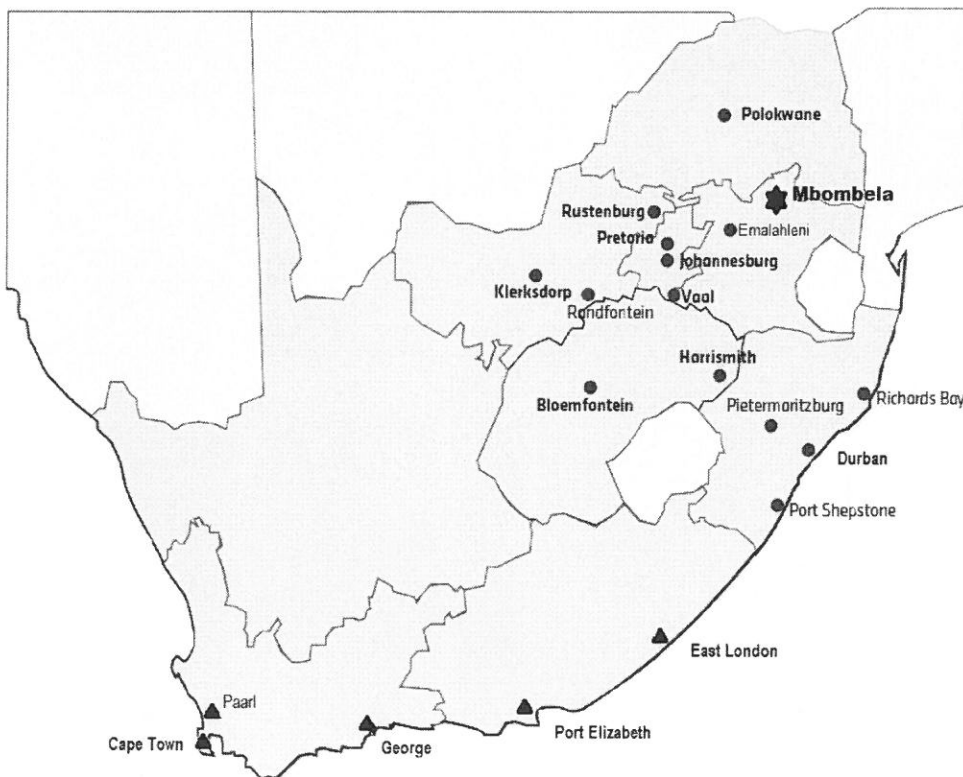 Polokwane
Mbombela
Rustenburg
Emalahleni
Pretoria
Johannesburg
Klerksdorp
Randfontein
Vaal
Harrismith
Bloemfontein
Richards Bay
Pietermaritzburg
Durban
Port Shepstone
East London
Paarl
Port Elizabeth
Cape Town
George